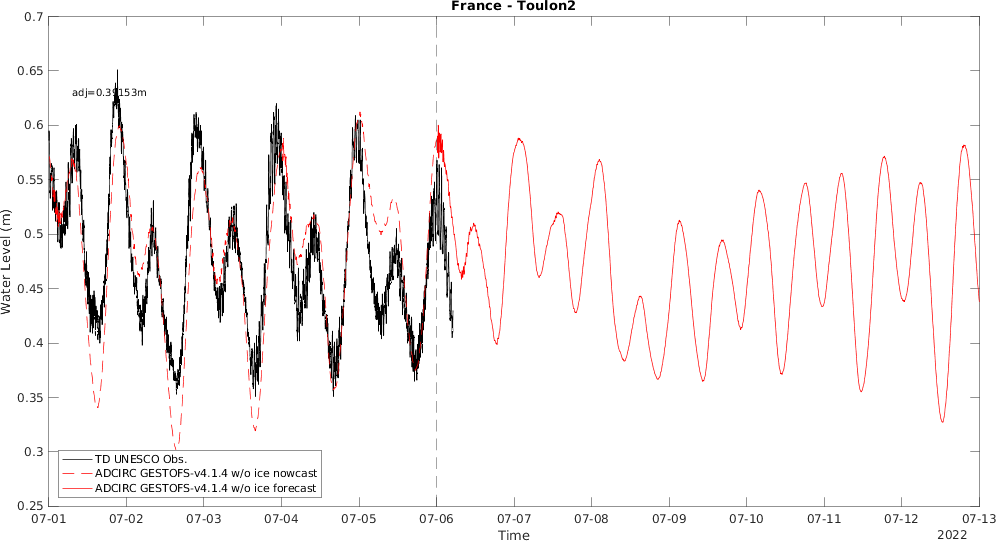 France - Toulon2
0.7
0.65
0.6
0.55
0.5
0.45
0.4
0.35
0.3
0.25
Water Level (m)
adj=0.39153m
TD UNESCO Obs.
ADCIRC GESTOFS-v4.1.4 w/o ice nowcast
ADCIRC GESTOFS-v4.1.4 w/o ice forecast
07-01 07-02 07-03 07-04 07-05 07-06 07-07 07-08 07-09 07-10 07-11 07-12 07-13
Time
2022